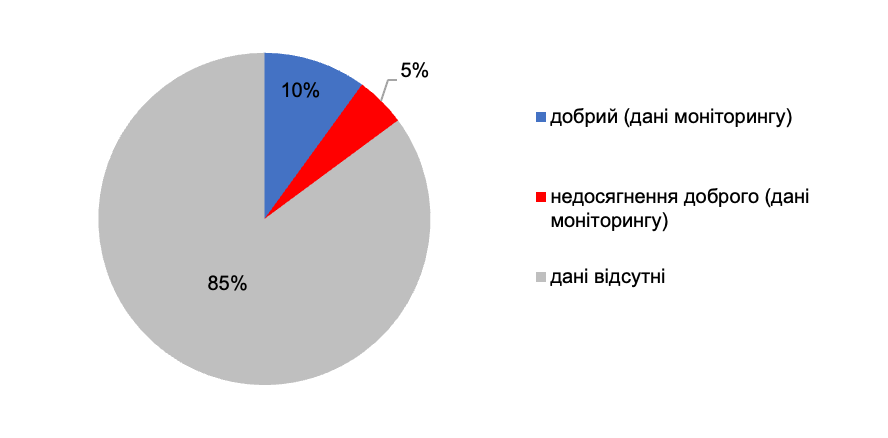 10%
5%
85%
добрий (дані моніторингу)
недосягнення доброго (дані
моніторингу)
дані відсутні